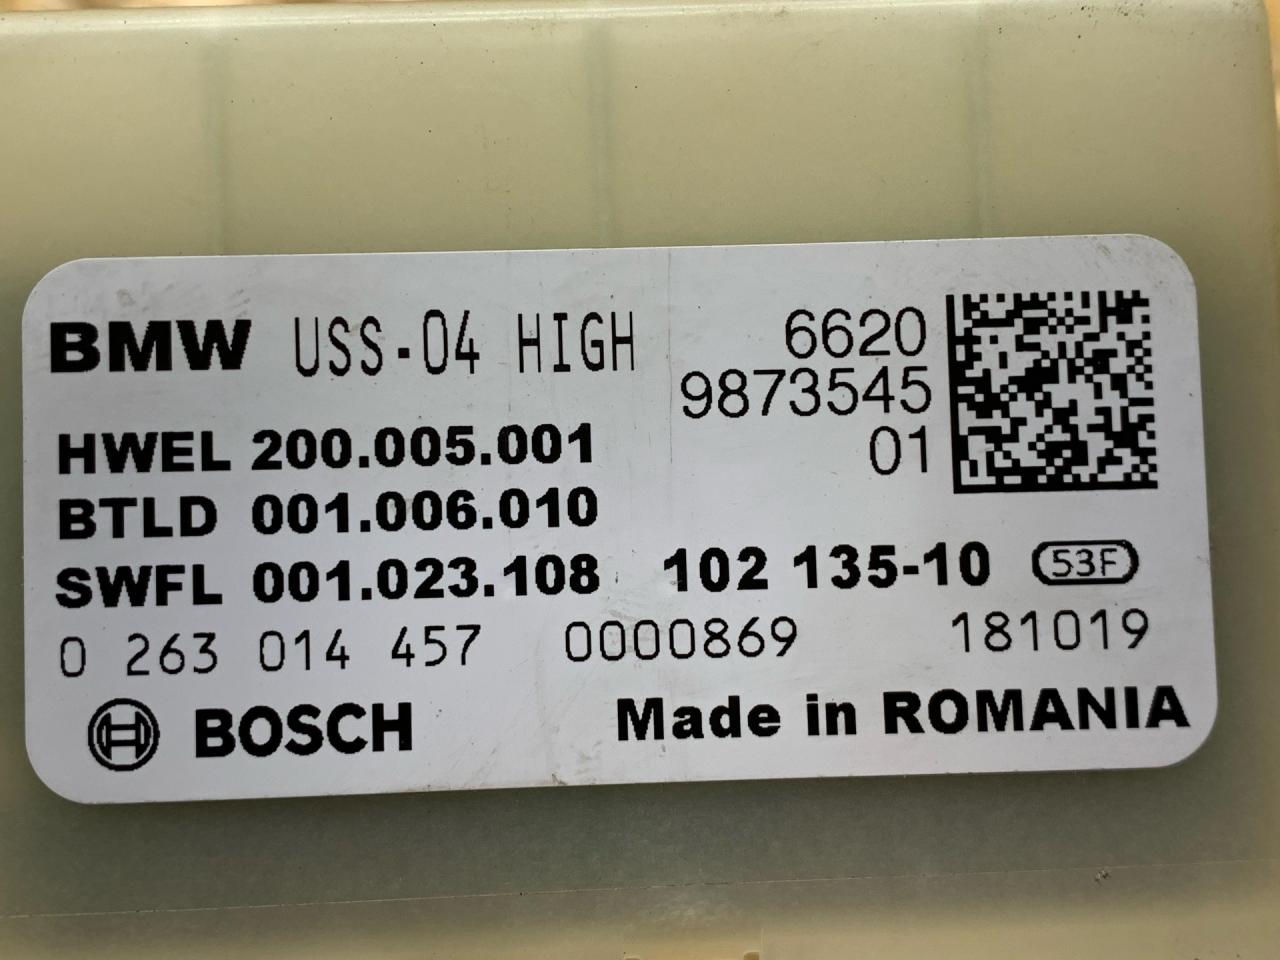 BMW USS-04 HIGH 6620
9873545
HWEL 200.005.001 01
BTLD 001.006.010
SWFL 001.023.108 102 135-10 53F
0 263 014 457 0000869 181019
BOSCH Made in ROMANIA